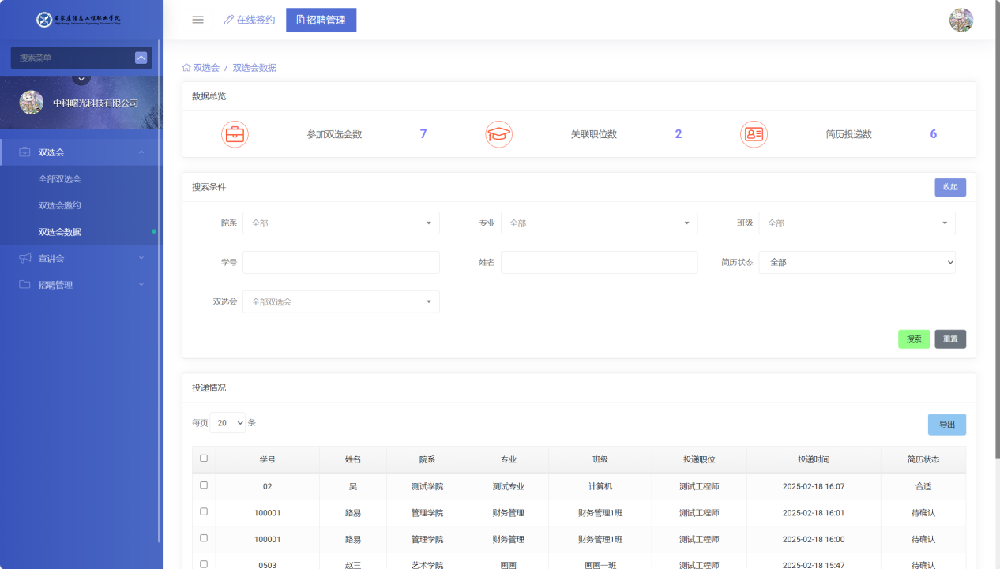 石家庄信息工程职业学院
在线签约
招聘管理
搜索菜单
中科曙光科技有限公司
双选会
全部双选会
双选会邀约
双选会数据
宣讲会
招聘管理
双选会 / 双选会数据
数据总览
参加双选会数 7 关联职位数 2 简历投递数 6
搜索条件 收起
院系 全部 专业 全部 班级 全部
学号 姓名 简历状态 全部
双选会 全部双选会
搜索 重置
投递情况
每页 20 条 导出
学号 姓名 院系 专业 班级 投递职位 投递时间 简历状态
02 吴 测试学院 测试专业 计算机 测试工程师 2025-02-18 16:07 合适
100001 路易 管理学院 财务管理 财务管理1班 测试工程师 2025-02-18 16:01 待确认
100001 路易 管理学院 财务管理 财务管理1班 测试工程师 2025-02-18 16:00 待确认
0503 赵三 艺术学院 画画 画画一班 测试工程师 2025-02-18 15:47 待确认